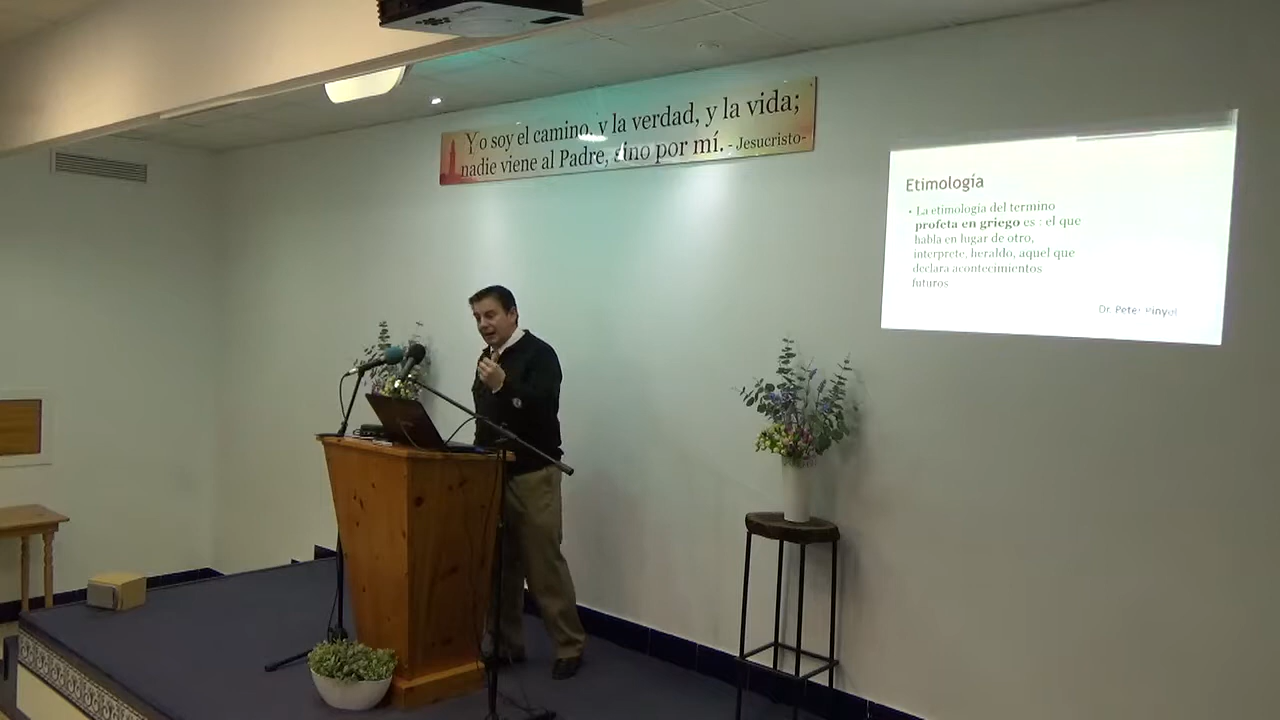 Yo soy el camino, y la verdad, y la vida;
nadie viene al Padre, sino por mí. - Jesucristo-
Etimología
• La etimologia del termino
profeta en griego es : el que
habla en lugar de otro,
interprete, heraldo, aquel que
declara acontecimientos
futuros
Dr. Peter Pinyol